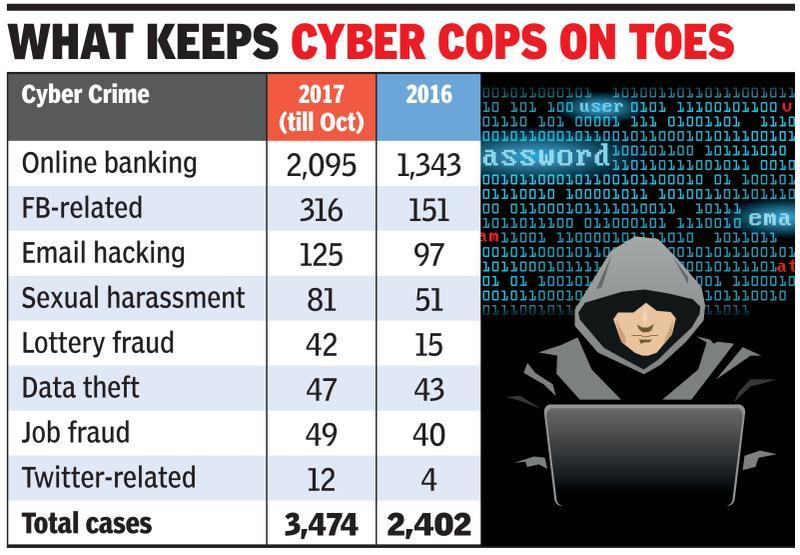 WHAT KEEPS CYBER COPS ON TOES
Cyber Crime 2017 (till Oct) 2016
Online banking 2,095 1,343
FB-related 316 151
Email hacking 125 97
Sexual harassment 81 51
Lottery fraud 42 15
Data theft 47 43
Job fraud 49 40
Twitter-related 12 4
Total cases 3,474 2,402
user
assword
ema
am
at